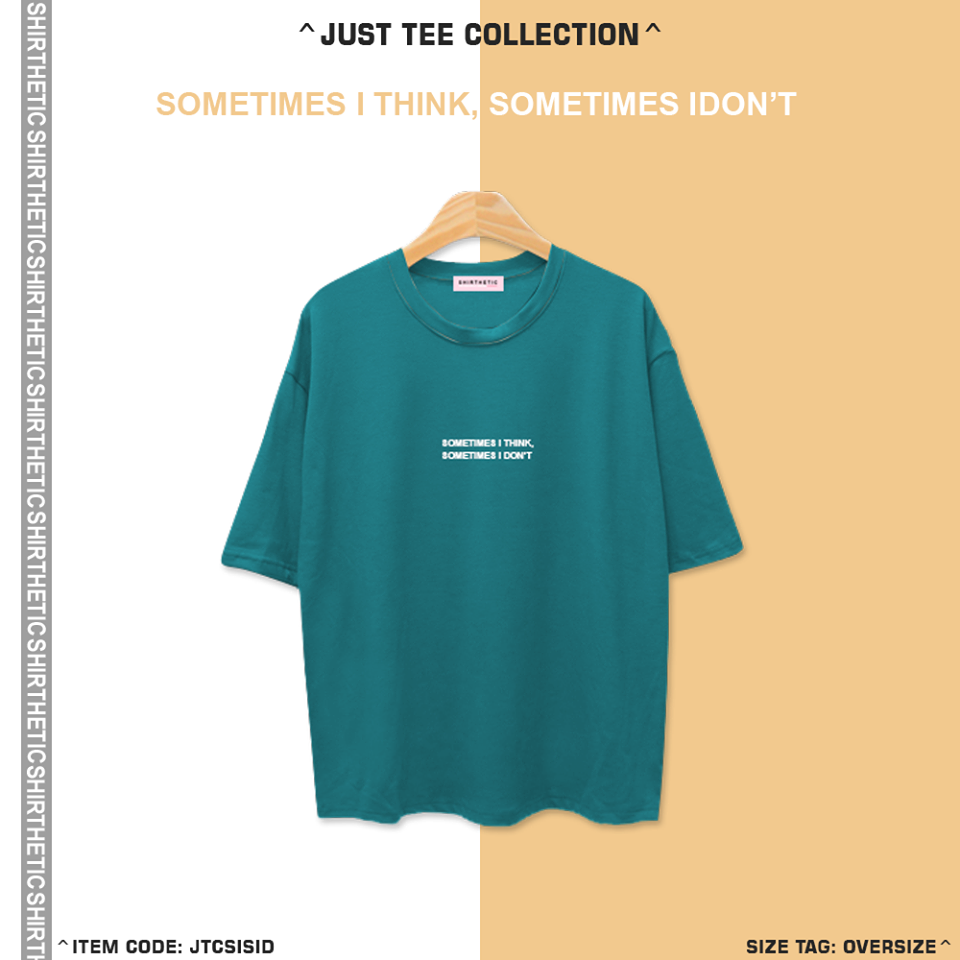 ^JUST TEE COLLECTION^
SOMETIMES I THINK, SOMETIMES IDON'T
SHIRTHETIC
SOMETIMES I THINK,
SOMETIMES I DON'T
SHIRTHETICSHIRTHETICSHIRTHETICSHIRTHETICSHIRTHETICSHIRTHETICSHIRTHETICSHIRT
^ITEM CODE: JTCSISID
SIZE TAG: OVERSIZE^